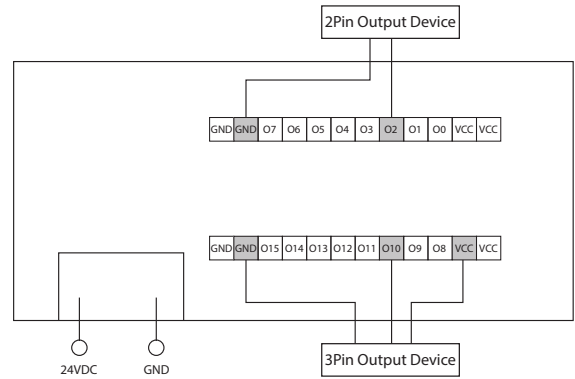 2Pin Output Device
GND GND O7 O6 O5 O4 O3 O2 O1 O0 VCC VCC
GND GND O15 O14 O13 O12 O11 O10 O9 O8 VCC VCC
3Pin Output Device
24VDC GND